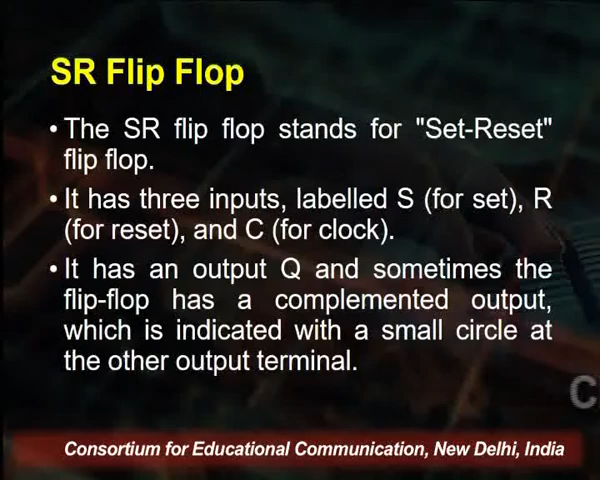 SR Flip Flop
• The SR flip flop stands for "Set-Reset"
flip flop.
• It has three inputs, labelled S (for set), R
(for reset), and C (for clock).
• It has an output Q and sometimes the
flip-flop has a complemented output,
which is indicated with a small circle at
the other output terminal.
C
Consortium for Educational Communication, New Delhi, India